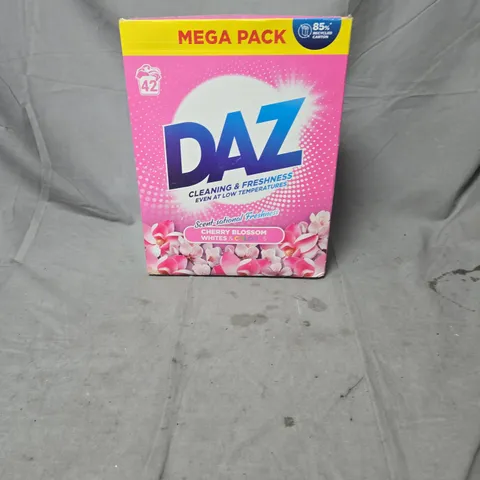 MEGA PACK
85%
RECYCLED
CARTON
42
DAZ
CLEANING & FRESHNESS
EVEN AT LOW TEMPERATURES
Scent-sational Freshness
CHERRY BLOSSOM
WHITES & COLOURS